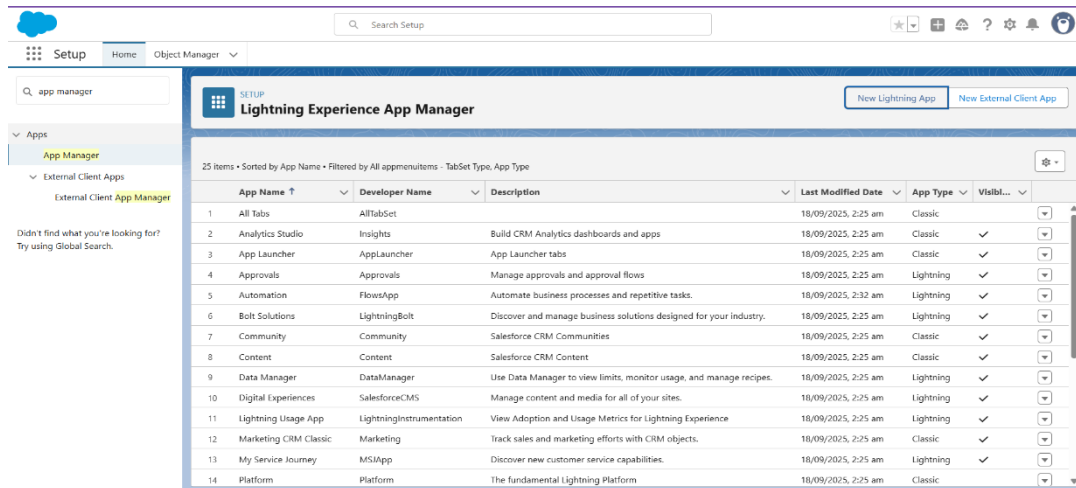 Search Setup
Setup Home Object Manager
app manager
Apps
App Manager
External Client Apps
External Client App Manager
Didn't find what you're looking for?
Try using Global Search.
SETUP
Lightning Experience App Manager
New Lightning App New External Client App
25 items • Sorted by App Name • Filtered by All appmenuitems - TabSet Type, App Type
App Name ↑ Developer Name Description Last Modified Date App Type Visibl...
1 All Tabs AllTabSet 18/09/2025, 2:25 am Classic
2 Analytics Studio Insights Build CRM Analytics dashboards and apps 18/09/2025, 2:25 am Classic ✓
3 App Launcher AppLauncher App Launcher tabs 18/09/2025, 2:25 am Classic ✓
4 Approvals Approvals Manage approvals and approval flows 18/09/2025, 2:25 am Lightning ✓
5 Automation FlowsApp Automate business processes and repetitive tasks. 18/09/2025, 2:32 am Lightning ✓
6 Bolt Solutions LightningBolt Discover and manage business solutions designed for your industry. 18/09/2025, 2:25 am Lightning ✓
7 Community Community Salesforce CRM Communities 18/09/2025, 2:25 am Classic ✓
8 Content Content Salesforce CRM Content 18/09/2025, 2:25 am Classic ✓
9 Data Manager DataManager Use Data Manager to view limits, monitor usage, and manage recipes. 18/09/2025, 2:25 am Lightning ✓
10 Digital Experiences SalesforceCMS Manage content and media for all of your sites. 18/09/2025, 2:25 am Lightning ✓
11 Lightning Usage App LightningInstrumentation View Adoption and Usage Metrics for Lightning Experience 18/09/2025, 2:25 am Lightning ✓
12 Marketing CRM Classic Marketing Track sales and marketing efforts with CRM objects. 18/09/2025, 2:25 am Classic ✓
13 My Service Journey MSJApp Discover new customer service capabilities. 18/09/2025, 2:25 am Lightning ✓
14 Platform Platform The fundamental Lightning Platform 18/09/2025, 2:25 am Classic